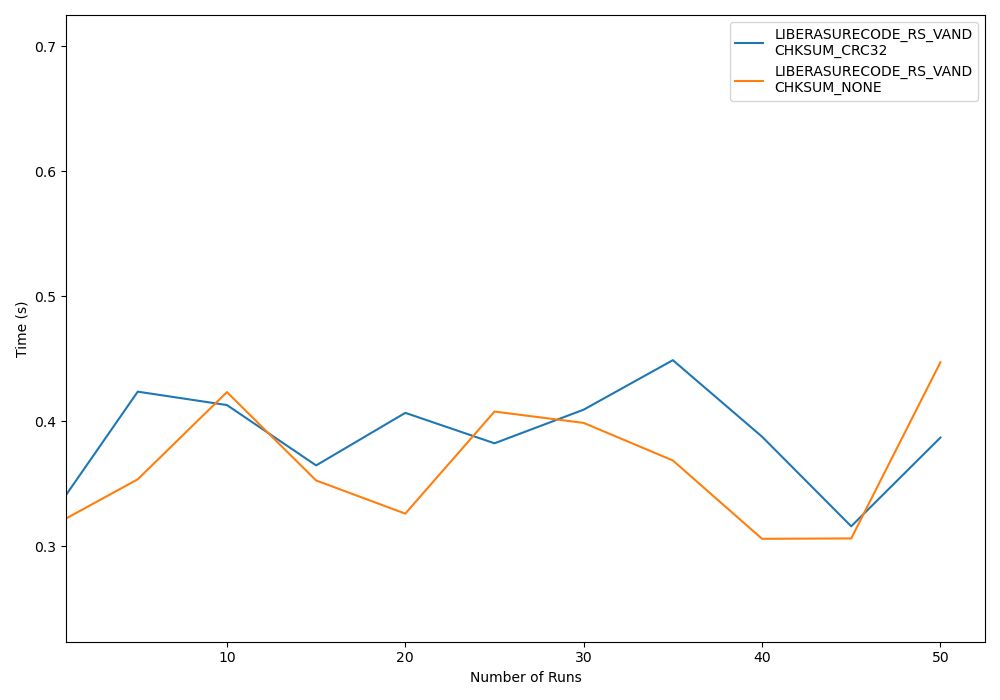 LIBERASURECODE_RS_VAND
CHKSUM_CRC32
LIBERASURECODE_RS_VAND
CHKSUM_NONE
Time (s)
0.7
0.6
0.5
0.4
0.3
10
20
30
40
50
Number of Runs